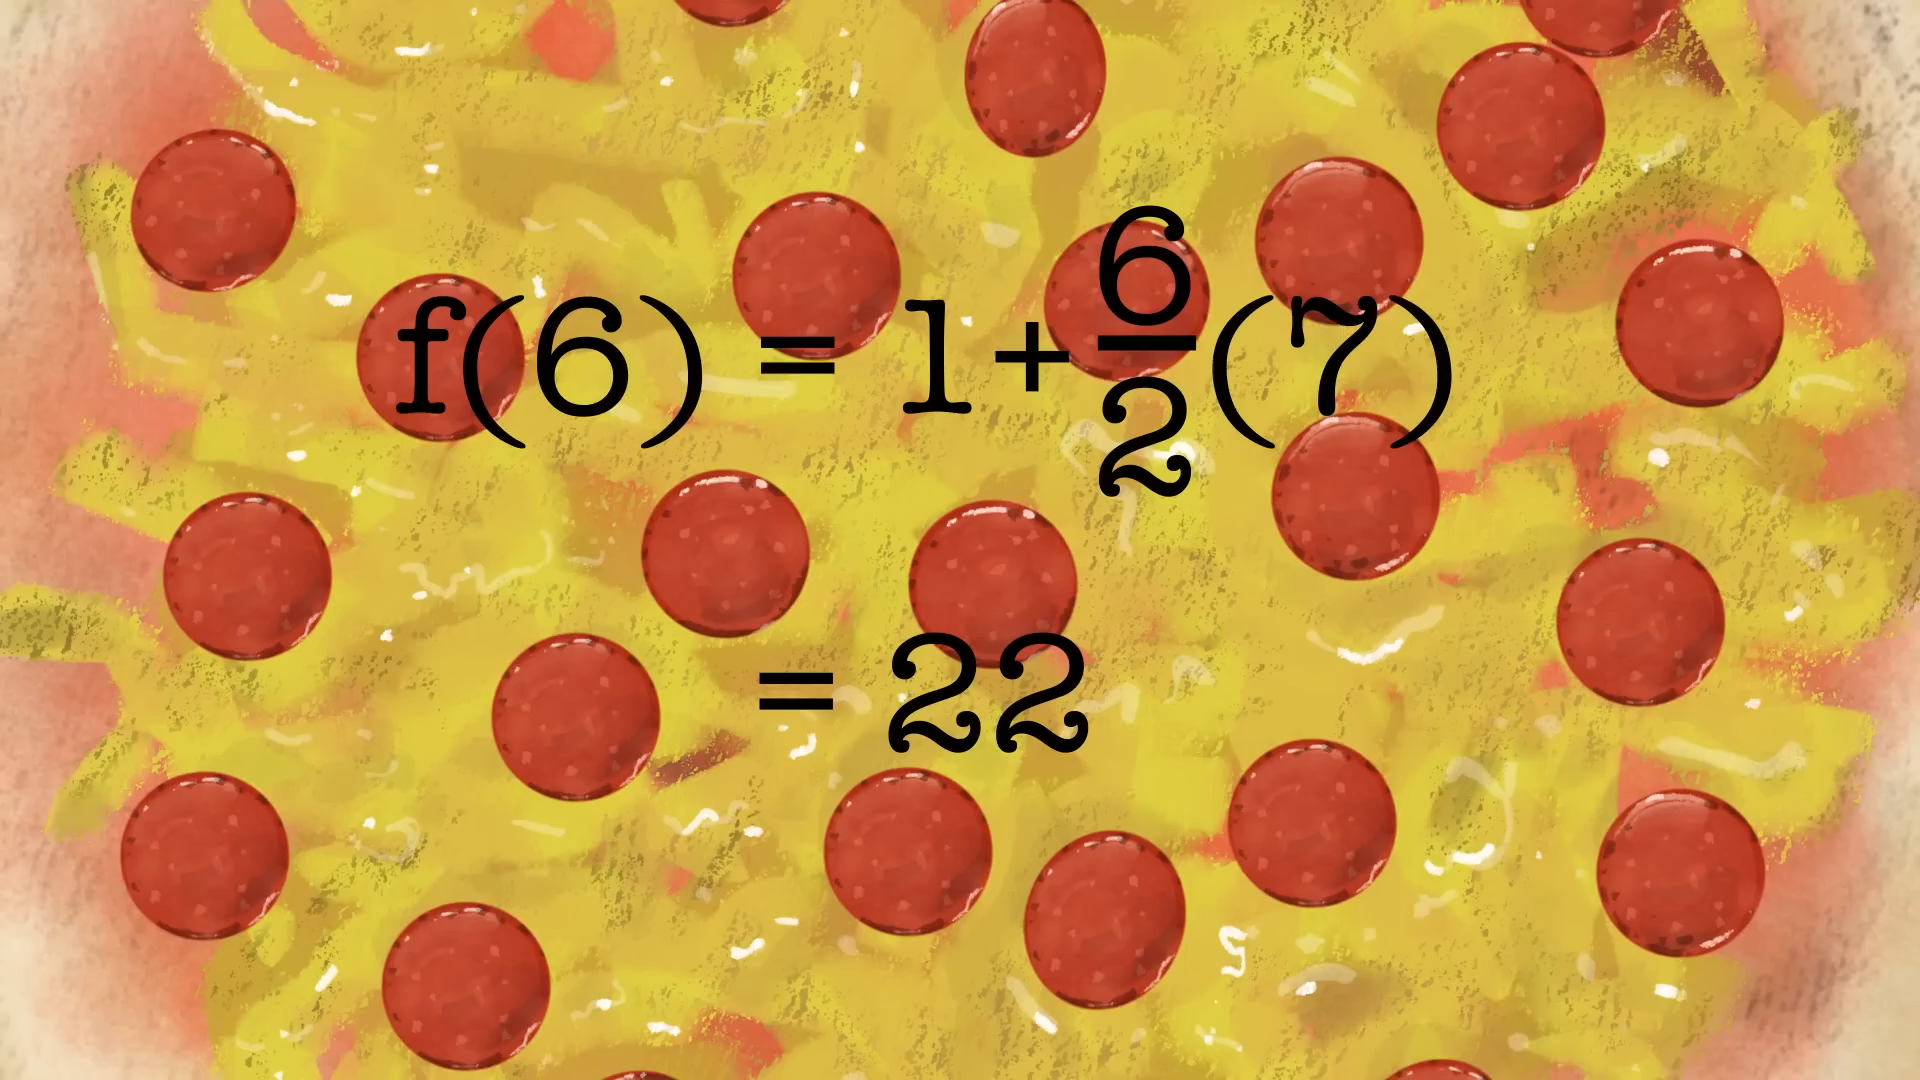 f(6) = 1+6/2(7)
= 22